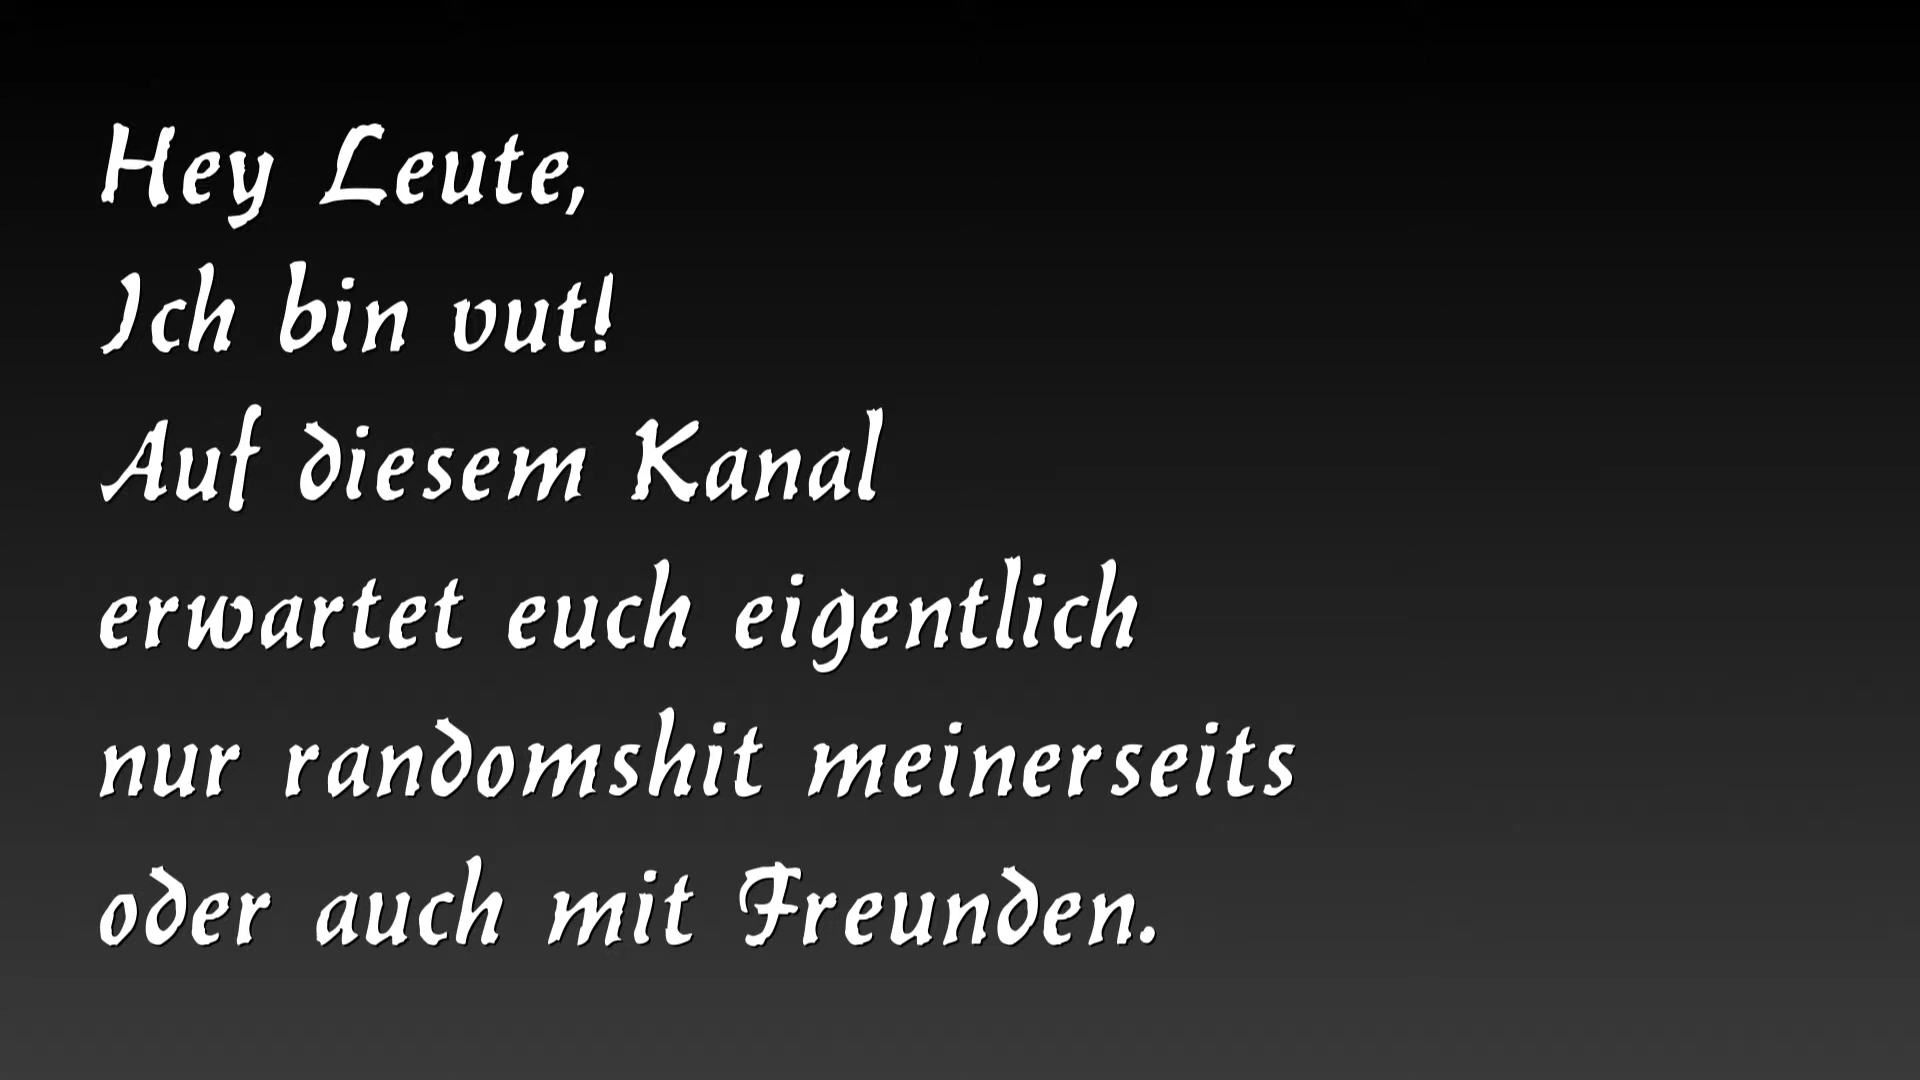 Hey Leute,
Ich bin vut!
Auf diesem Kanal
erwartet euch eigentlich
nur randomshit meinerseits
oder auch mit Freunden.